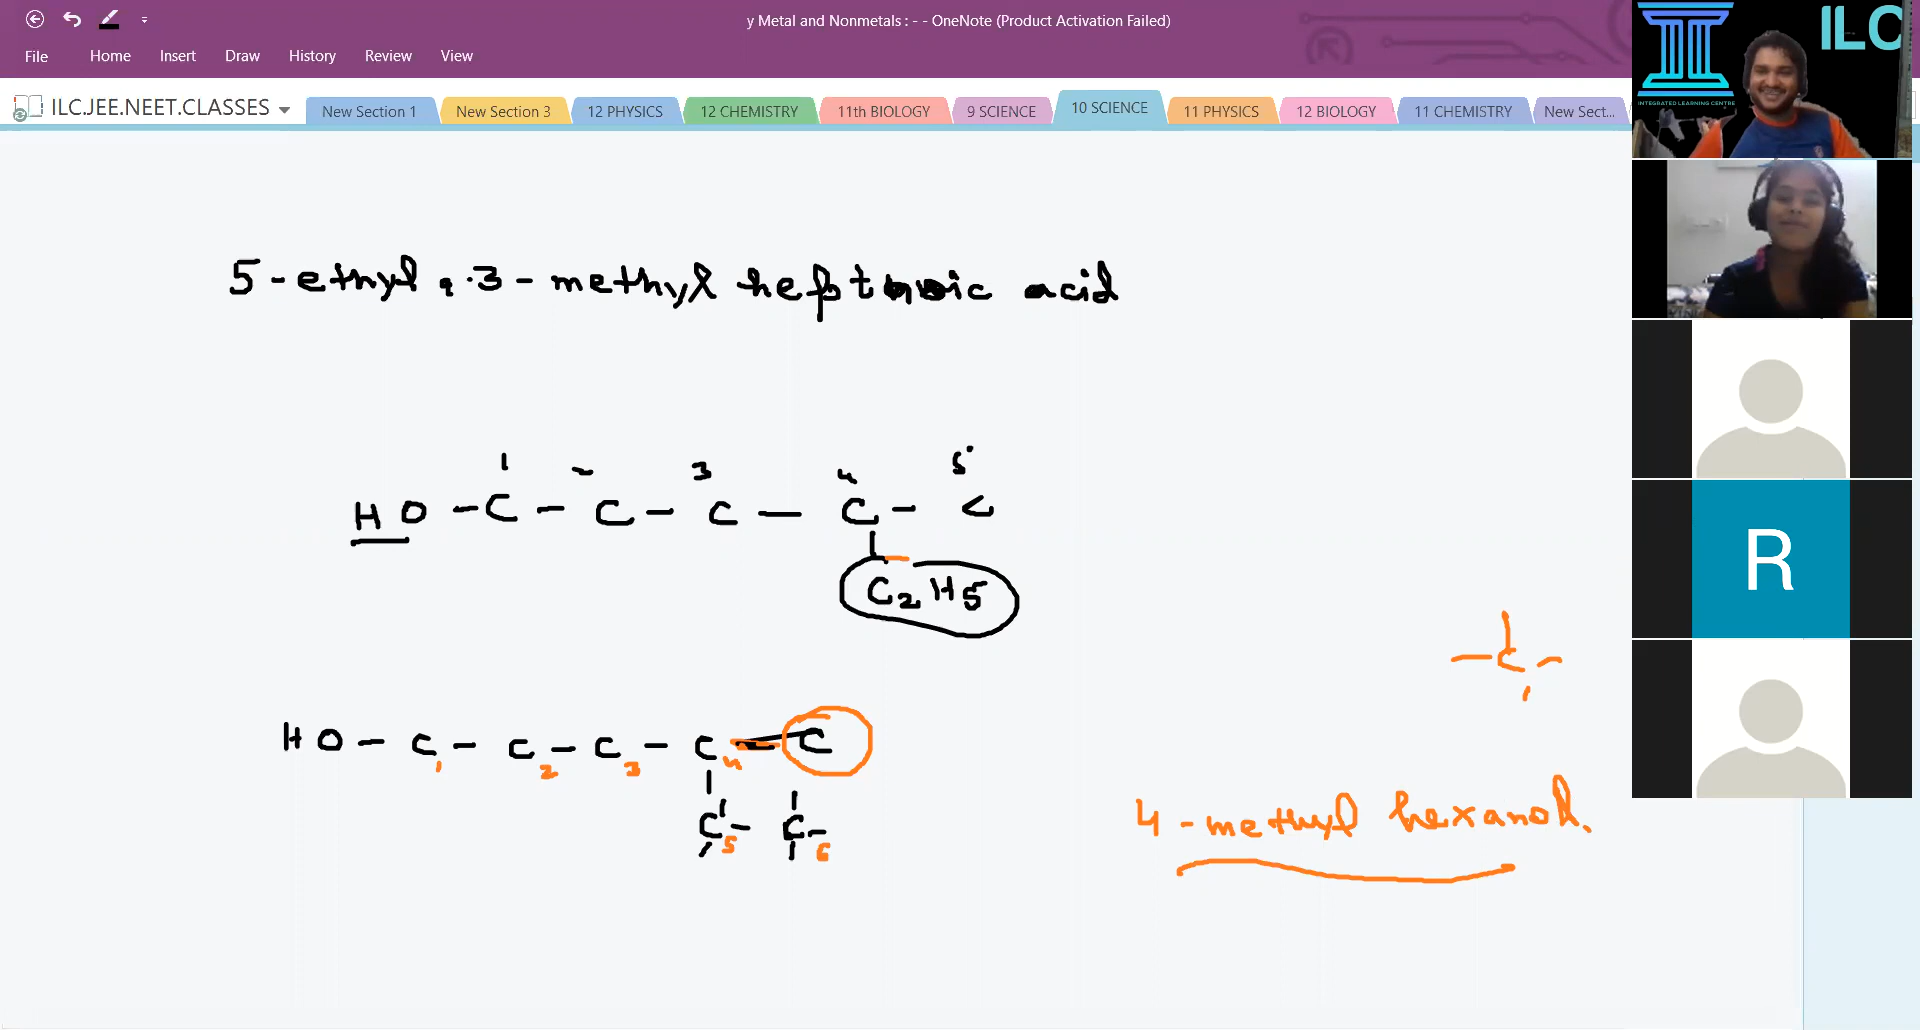 y Metal and Nonmetals : - - OneNote (Product Activation Failed)
File Home Insert Draw History Review View
ILC
INTEGRATED LEARNING CENTRE
ILC.JEE.NEET.CLASSES
New Section 1 New Section 3 12 PHYSICS 12 CHEMISTRY 11th BIOLOGY 9 SCIENCE 10 SCIENCE 11 PHYSICS 12 BIOLOGY 11 CHEMISTRY New Sect...
5 - ethyl , 3 - methyl heptanoic acid
1 2 3 4 5
HO - C - C - C - C - C
C2H5
R
C
HO - C - C - C - C - C
1 2 3 4
C - C -
5 6
4 - methyl hexanol.